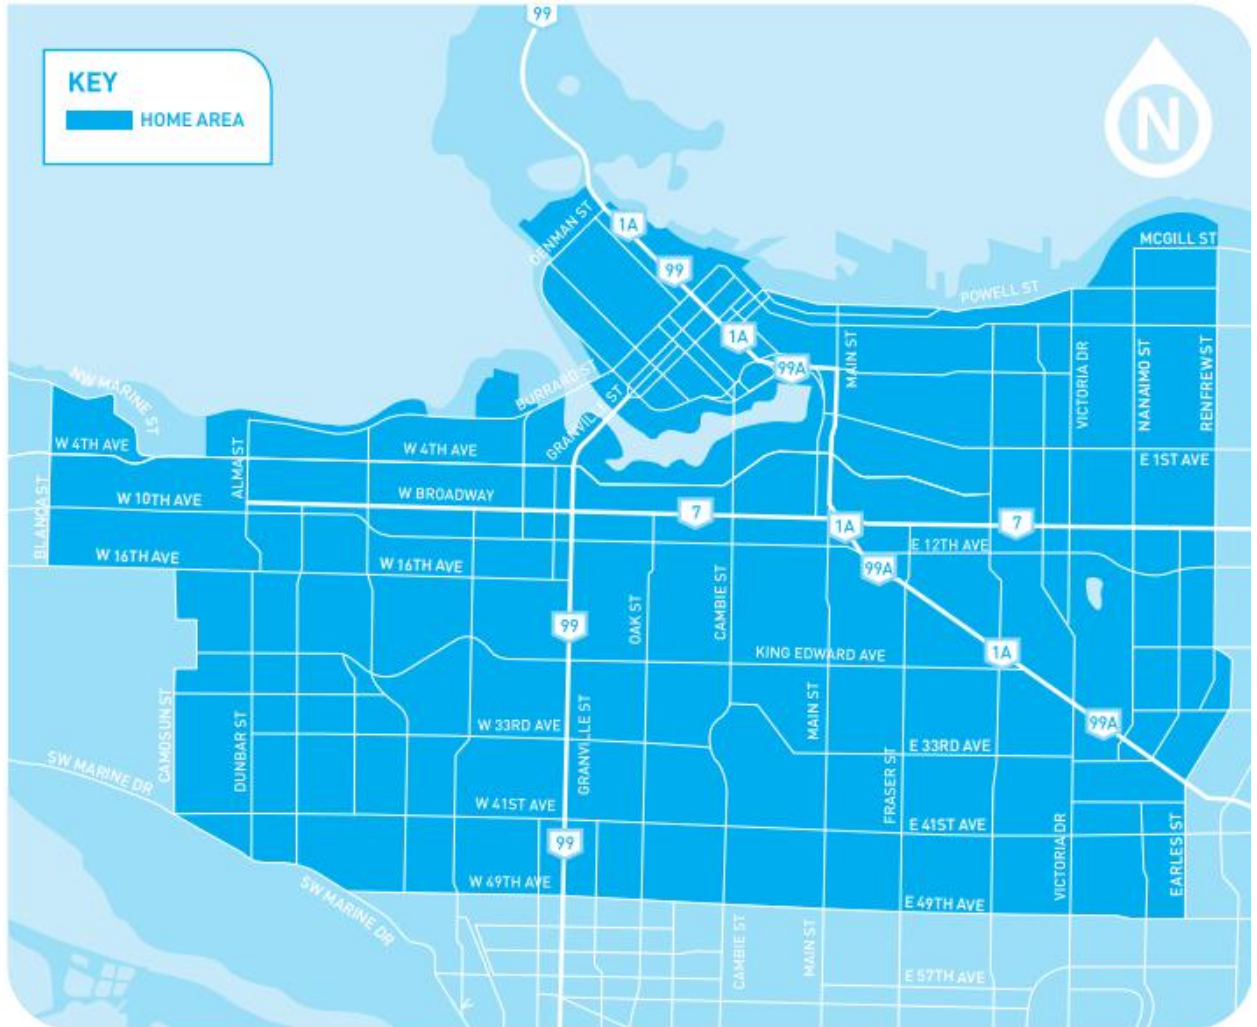 99
KEY
HOME AREA
N
DENMAN ST
1A
MCGILL ST
99
POWELL ST
1A
99A
MAIN ST
NW MARINE ST
BURRARD ST
GRANVILLE ST
VICTORIA DR
NANAIMO ST
RENFREW ST
W 4TH AVE
W 4TH AVE
ALMA ST
E 1ST AVE
W 10TH AVE
W BROADWAY
BLANCA ST
7
1A
7
W 16TH AVE
W 16TH AVE
E 12TH AVE
99A
CAMBIE ST
OAK ST
99
KING EDWARD AVE
1A
CAMOSUN ST
DUNBAR ST
W 33RD AVE
GRANVILLE ST
MAIN ST
99A
E 33RD AVE
SW MARINE DR
FRASER ST
W 41ST AVE
E 41ST AVE
99
VICTORIA DR
EARLES ST
W 49TH AVE
E 49TH AVE
SW MARINE DR
CAMBIE ST
MAIN ST
E 57TH AVE